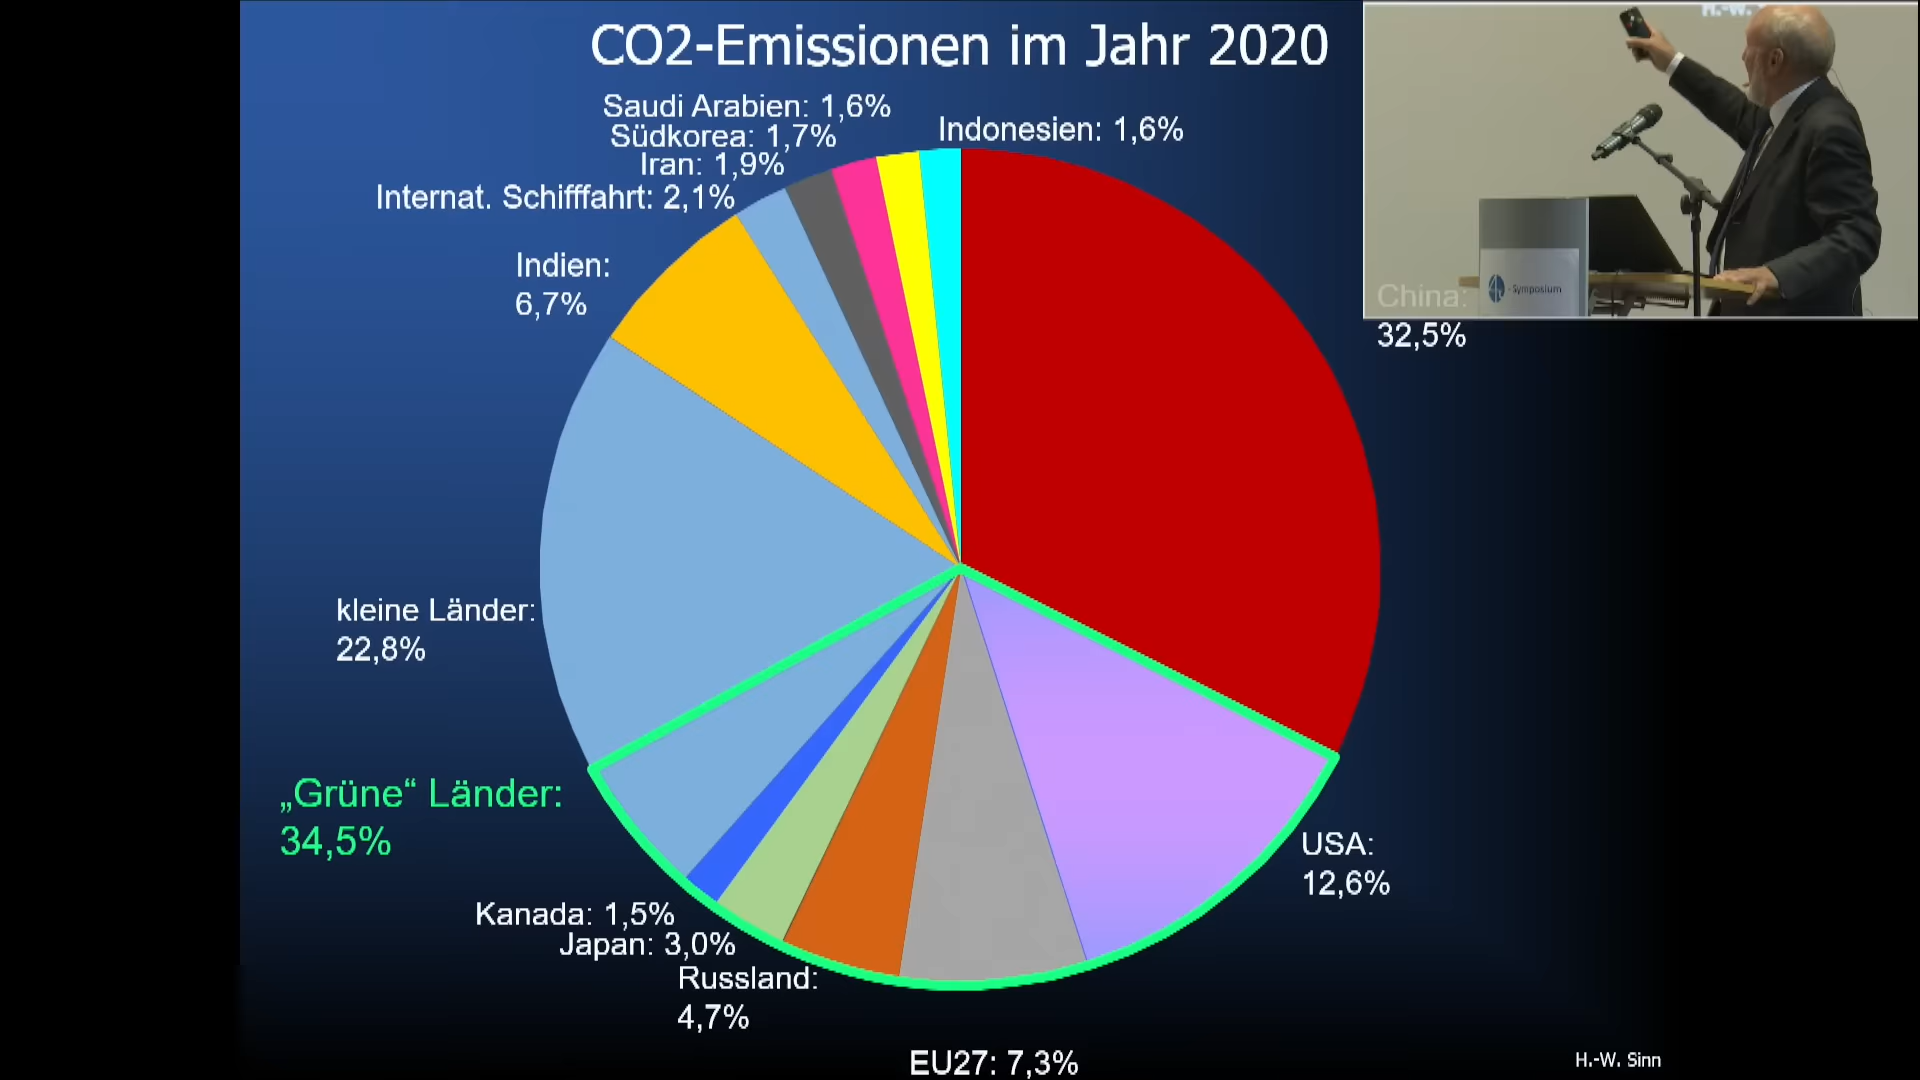 CO2-Emissionen im Jahr 2020
Saudi Arabien: 1,6%
Südkorea: 1,7%
Iran: 1,9%
Internat. Schifffahrt: 2,1%
Indonesien: 1,6%
Indien:
6,7%
China:
32,5%
Symposium
kleine Länder:
22,8%
„Grüne“ Länder:
34,5%
USA:
12,6%
Kanada: 1,5%
Japan: 3,0%
Russland:
4,7%
EU27: 7,3%
H.-W. Sinn